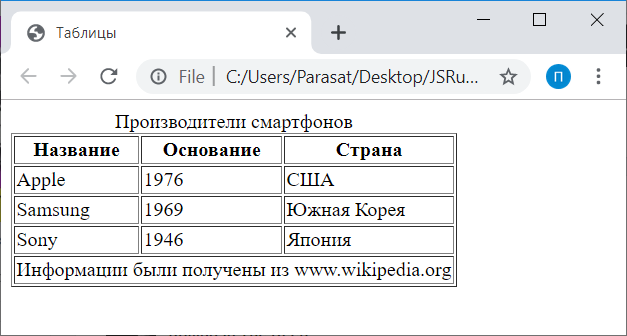 Таблицы
File C:/Users/Parasat/Desktop/JSRu... П
Производители смартфонов
Название Основание Страна
Apple 1976 США
Samsung 1969 Южная Корея
Sony 1946 Япония
Информации были получены из www.wikipedia.org